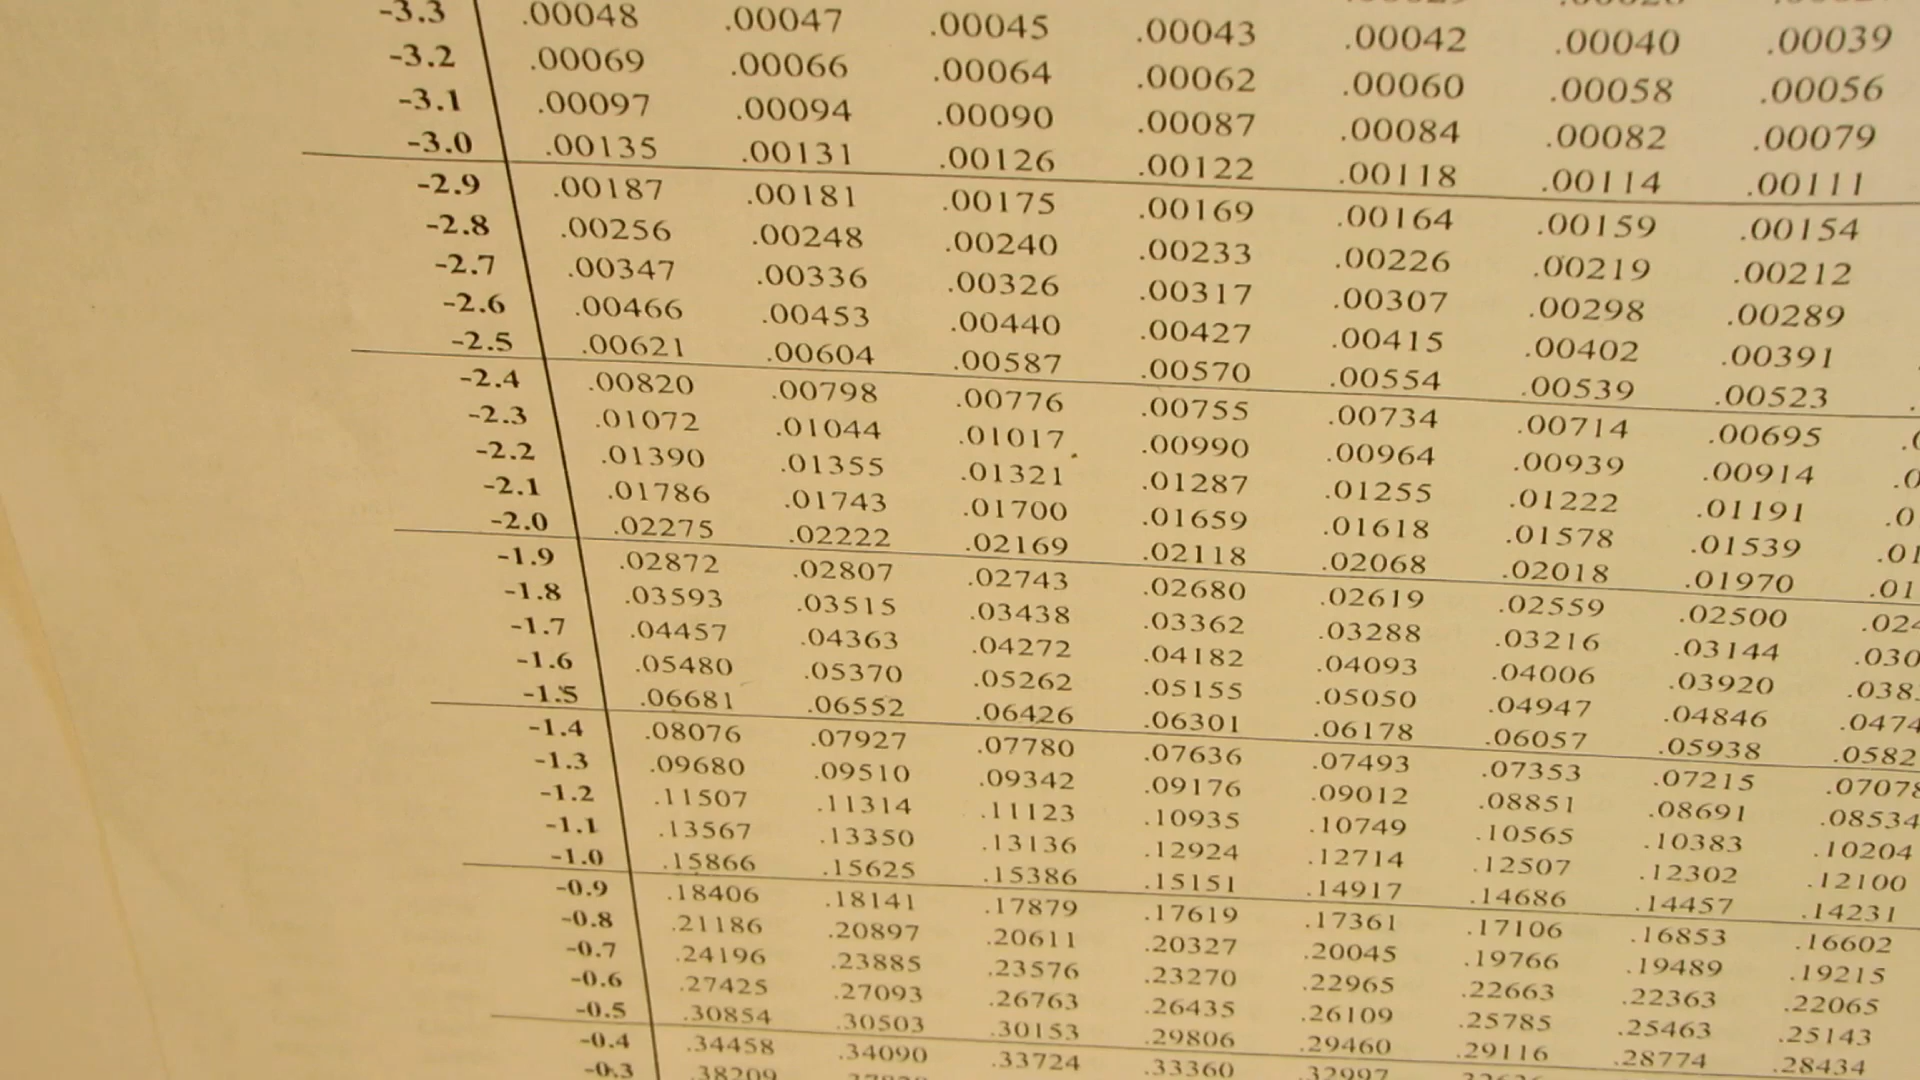 -3.3 .00048 .00047 .00045 .00043 .00042 .00040 .00039
-3.2 .00069 .00066 .00064 .00062 .00060 .00058 .00056
-3.1 .00097 .00094 .00090 .00087 .00084 .00082 .00079
-3.0 .00135 .00131 .00126 .00122 .00118 .00114 .00111
-2.9 .00187 .00181 .00175 .00169 .00164 .00159 .00154
-2.8 .00256 .00248 .00240 .00233 .00226 .00219 .00212
-2.7 .00347 .00336 .00326 .00317 .00307 .00298 .00289
-2.6 .00466 .00453 .00440 .00427 .00415 .00402 .00391
-2.5 .00621 .00604 .00587 .00570 .00554 .00539 .00523
-2.4 .00820 .00798 .00776 .00755 .00734 .00714 .00695
-2.3 .01072 .01044 .01017 .00990 .00964 .00939 .00914
-2.2 .01390 .01355 .01321 .01287 .01255 .01222 .01191
-2.1 .01786 .01743 .01700 .01659 .01618 .01578 .01539
-2.0 .02275 .02222 .02169 .02118 .02068 .02018 .01970
-1.9 .02872 .02807 .02743 .02680 .02619 .02559 .02500
-1.8 .03593 .03515 .03438 .03362 .03288 .03216 .03144
-1.7 .04457 .04363 .04272 .04182 .04093 .04006 .03920
-1.6 .05480 .05370 .05262 .05155 .05050 .04947 .04846
-1.5 .06681 .06552 .06426 .06301 .06178 .06057 .05938
-1.4 .08076 .07927 .07780 .07636 .07493 .07353 .07215 .07078
-1.3 .09680 .09510 .09342 .09176 .09012 .08851 .08691 .08534
-1.2 .11507 .11314 .11123 .10935 .10749 .10565 .10383 .10204
-1.1 .13567 .13350 .13136 .12924 .12714 .12507 .12302 .12100
-1.0 .15866 .15625 .15386 .15151 .14917 .14686 .14457 .14231
-0.9 .18406 .18141 .17879 .17619 .17361 .17106 .16853 .16602
-0.8 .21186 .20897 .20611 .20327 .20045 .19766 .19489 .19215
-0.7 .24196 .23885 .23576 .23270 .22965 .22663 .22363 .22065
-0.6 .27425 .27093 .26763 .26435 .26109 .25785 .25463 .25143
-0.5 .30854 .30503 .30153 .29806 .29460 .29116 .28774 .28434
-0.4 .34458 .34090 .33724 .33360 .32997
-0.3 .38209